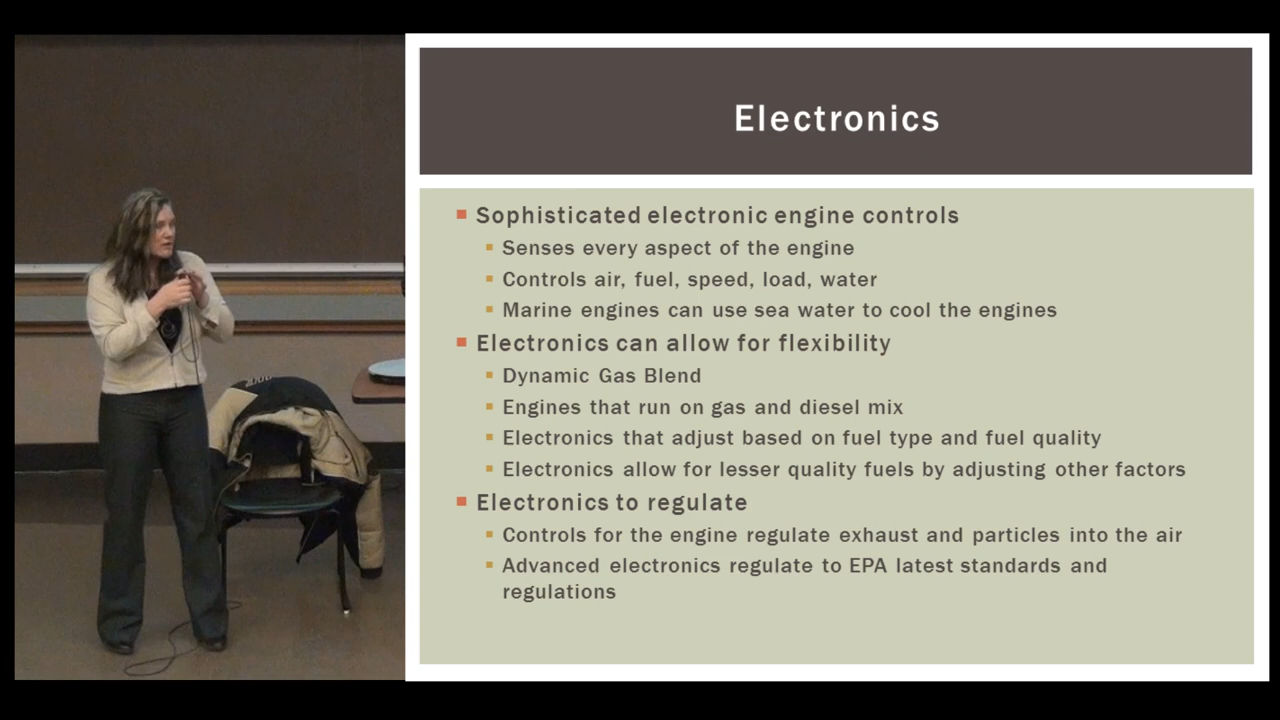 Electronics
Sophisticated electronic engine controls
Senses every aspect of the engine
Controls air, fuel, speed, load, water
Marine engines can use sea water to cool the engines
Electronics can allow for flexibility
Dynamic Gas Blend
Engines that run on gas and diesel mix
Electronics that adjust based on fuel type and fuel quality
Electronics allow for lesser quality fuels by adjusting other factors
Electronics to regulate
Controls for the engine regulate exhaust and particles into the air
Advanced electronics regulate to EPA latest standards and
regulations